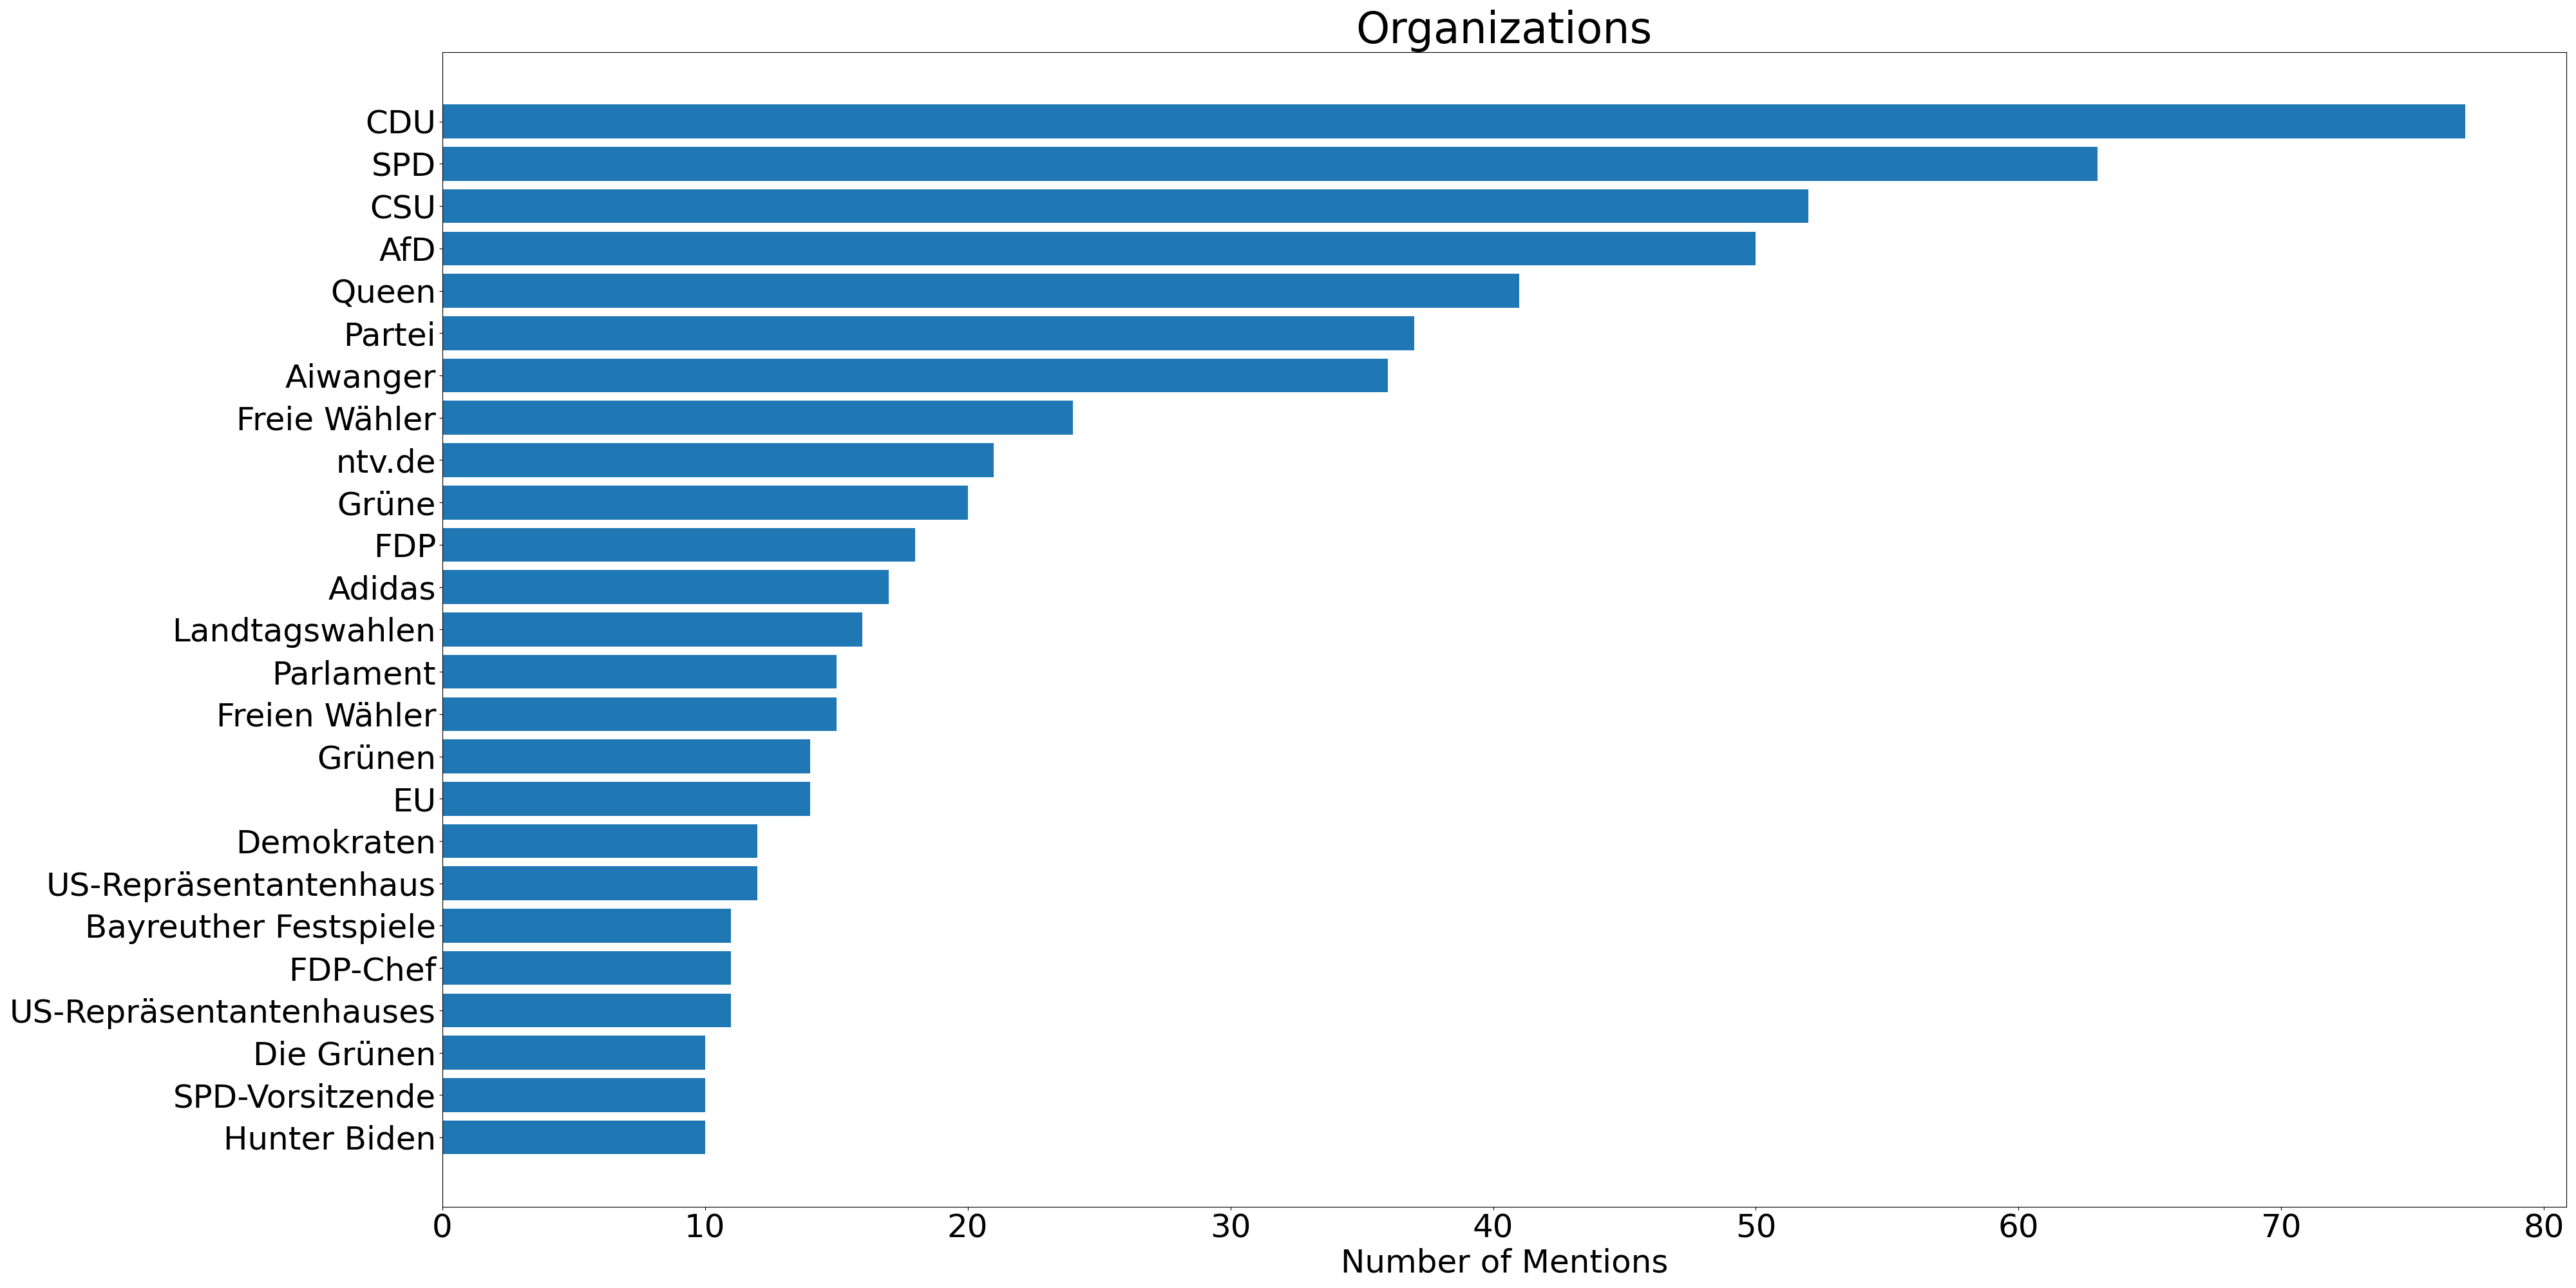 Organizations
CDU
SPD
CSU
AfD
Queen
Partei
Aiwanger
Freie Wähler
ntv.de
Grüne
FDP
Adidas
Landtagswahlen
Parlament
Freien Wähler
Grünen
EU
Demokraten
US-Repräsentantenhaus
Bayreuther Festspiele
FDP-Chef
US-Repräsentantenhauses
Die Grünen
SPD-Vorsitzende
Hunter Biden
0 10 20 30 40 50 60 70 80
Number of Mentions